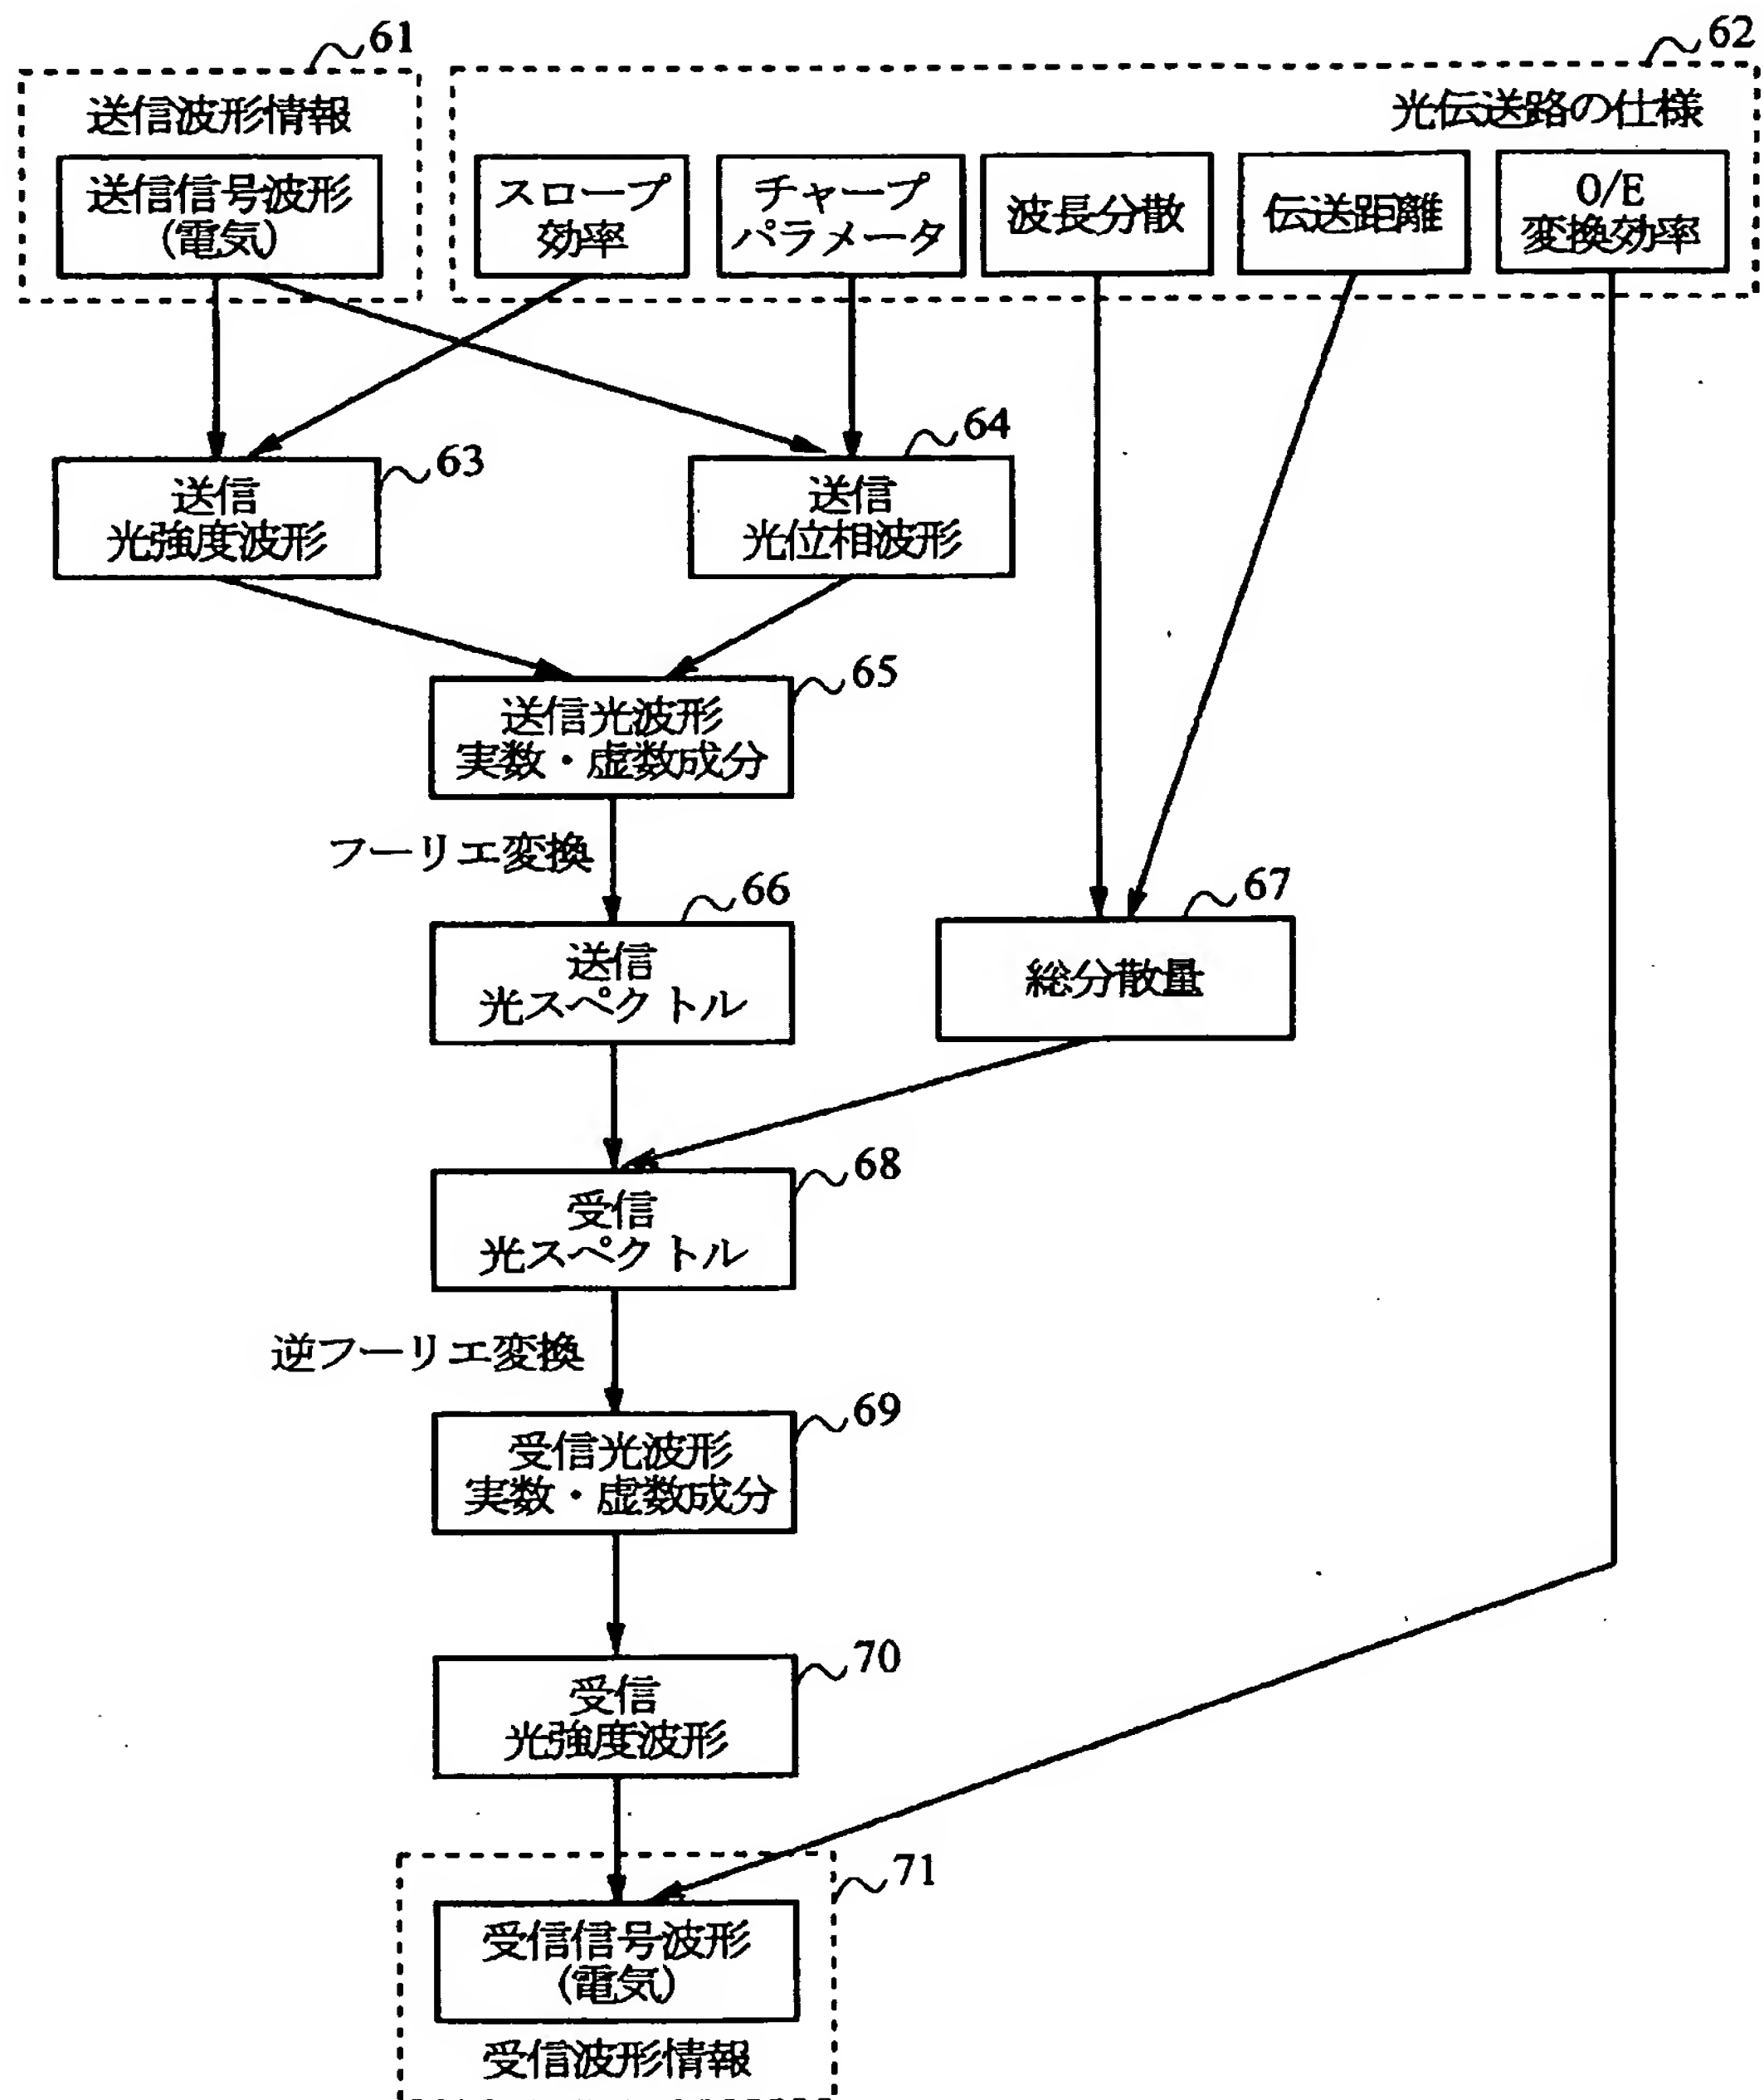 61
62
送信波形情報
光伝送路の仕様
送信信号波形
(電気)
スロープ
効率
チャープ
パラメータ
波長分散
伝送距離
O/E
変換効率
63
送信
光強度波形
64
送信
光位相波形
65
送信光波形
実数・虚数成分
フーリエ変換
66
送信
光スペクトル
67
総分散量
68
受信
光スペクトル
逆フーリエ変換
69
受信光波形
実数・虚数成分
70
受信
光強度波形
71
受信信号波形
(電気)
受信波形情報